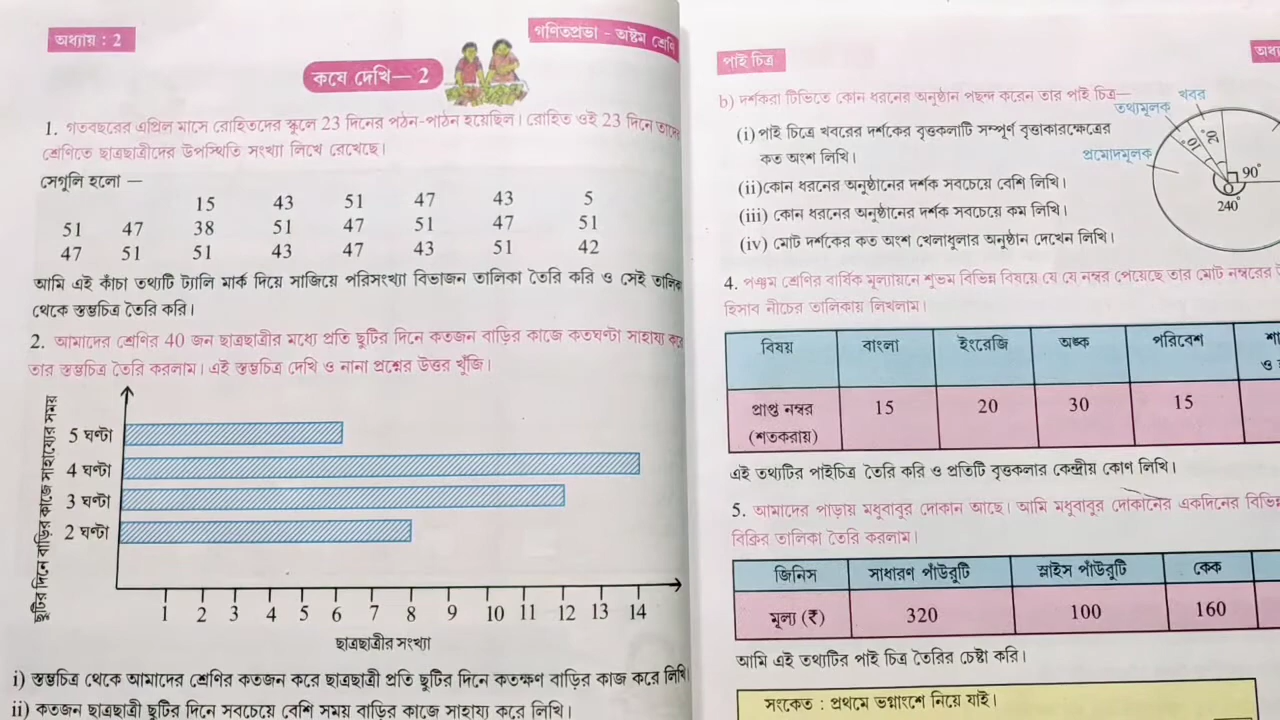 অধ্যায় : 2
গণিতপ্রভা - অষ্টম শ্রেণি
কষে দেখি— 2
1. গতবছরের এপ্রিল মাসে রোহিতদের স্কুলে 23 দিনের পঠন-পাঠন হয়েছিল। রোহিত ওই 23 দিনে তাদের
শ্রেণিতে ছাত্রছাত্রীদের উপস্থিতি সংখ্যা লিখে রেখেছে।
সেগুলি হলো —
15 43 51 47 43 5
51 47 38 51 47 51 47 51
47 51 51 43 47 43 51 42
আমি এই কাঁচা তথ্যটি ট্যালি মার্ক দিয়ে সাজিয়ে পরিসংখ্যা বিভাজন তালিকা তৈরি করি ও সেই তালিকা
থেকে স্তম্ভচিত্র তৈরি করি।
2. আমাদের শ্রেণির 40 জন ছাত্রছাত্রীর মধ্যে প্রতি ছুটির দিনে কতজন বাড়ির কাজে কতঘণ্টা সাহায্য করে
তার স্তম্ভচিত্র তৈরি করলাম। এই স্তম্ভচিত্র দেখি ও নানা প্রশ্নের উত্তর খুঁজি।
ছুটির দিনে বাড়ির কাজে সাহায্যের সময়
5 ঘণ্টা
4 ঘণ্টা
3 ঘণ্টা
2 ঘণ্টা
1 2 3 4 5 6 7 8 9 10 11 12 13 14
ছাত্রছাত্রীর সংখ্যা
i) স্তম্ভচিত্র থেকে আমাদের শ্রেণির কতজন করে ছাত্রছাত্রী প্রতি ছুটির দিনে কতক্ষণ বাড়ির কাজ করে লিখি।
ii) কতজন ছাত্রছাত্রী ছুটির দিনে সবচেয়ে বেশি সময় বাড়ির কাজে সাহায্য করে লিখি।
পাই চিত্র
অধ্য
b) দর্শকরা টিভিতে কোন ধরনের অনুষ্ঠান পছন্দ করেন তার পাই চিত্র—
(i) পাই চিত্রে খবরের দর্শকের বৃত্তকলাটি সম্পূর্ণ বৃত্তাকারক্ষেত্রের
কত অংশ লিখি।
(ii) কোন ধরনের অনুষ্ঠানের দর্শক সবচেয়ে বেশি লিখি।
(iii) কোন ধরনের অনুষ্ঠানের দর্শক সবচেয়ে কম লিখি।
(iv) মোট দর্শকের কত অংশ খেলাধুলার অনুষ্ঠান দেখেন লিখি।
খবর
তথ্যমূলক
প্রমোদমূলক
20°
10°
90°
O
240°
4. পঞ্চম শ্রেণির বার্ষিক মূল্যায়নে শুভম বিভিন্ন বিষয়ে যে যে নম্বর পেয়েছে তার মোট নম্বরের
হিসাব নীচের তালিকায় লিখলাম।
বিষয় বাংলা ইংরেজি অঙ্ক পরিবেশ শা
ও
প্রাপ্ত নম্বর 15 20 30 15
(শতকরায়)
এই তথ্যটির পাইচিত্র তৈরি করি ও প্রতিটি বৃত্তকলার কেন্দ্রীয় কোণ লিখি।
5. আমাদের পাড়ায় মধুবাবুর দোকান আছে। আমি মধুবাবুর দোকানের একদিনের বিভিন্ন
বিক্রির তালিকা তৈরি করলাম।
জিনিস সাধারণ পাঁউরুটি স্লাইস পাঁউরুটি কেক
মূল্য (₹) 320 100 160
আমি এই তথ্যটির পাই চিত্র তৈরির চেষ্টা করি।
সংকেত : প্রথমে ভগ্নাংশে নিয়ে যাই।